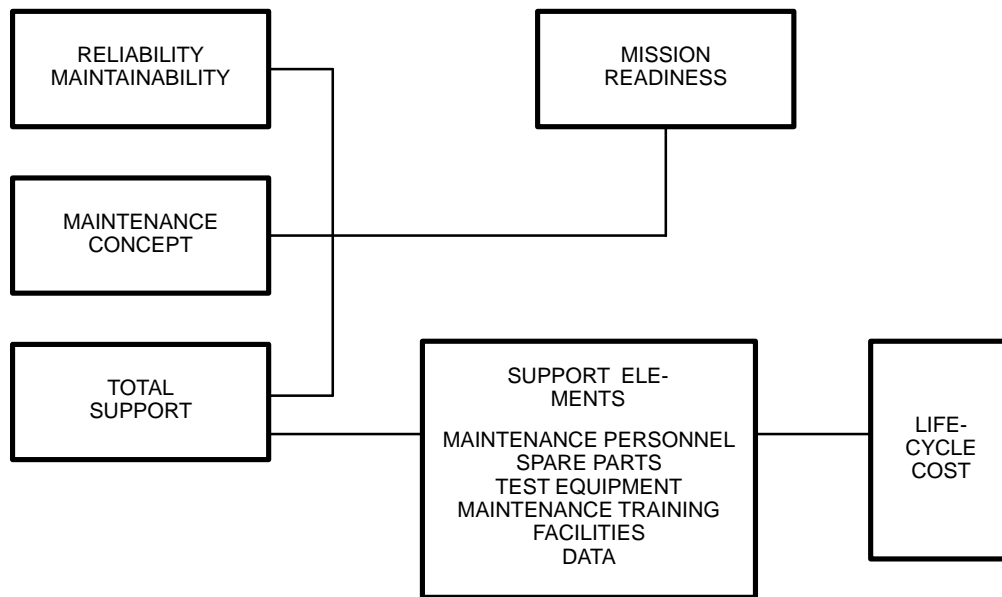 RELIABILITY
MAINTAINABILITY
MISSION
READINESS
MAINTENANCE
CONCEPT
TOTAL
SUPPORT
SUPPORT ELE-
MENTS
MAINTENANCE PERSONNEL
SPARE PARTS
TEST EQUIPMENT
MAINTENANCE TRAINING
FACILITIES
DATA
LIFE-
CYCLE
COST